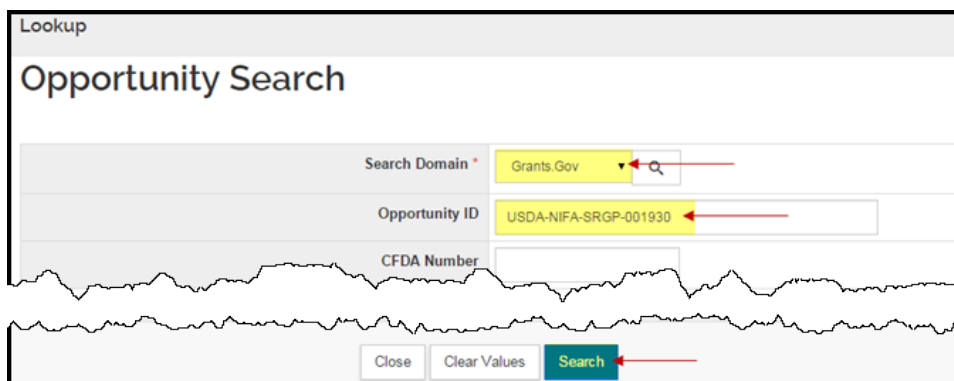 Lookup
Opportunity Search
Search Domain * Grants.Gov
Opportunity ID USDA-NIFA-SRGP-001930
CFDA Number
Close Clear Values Search